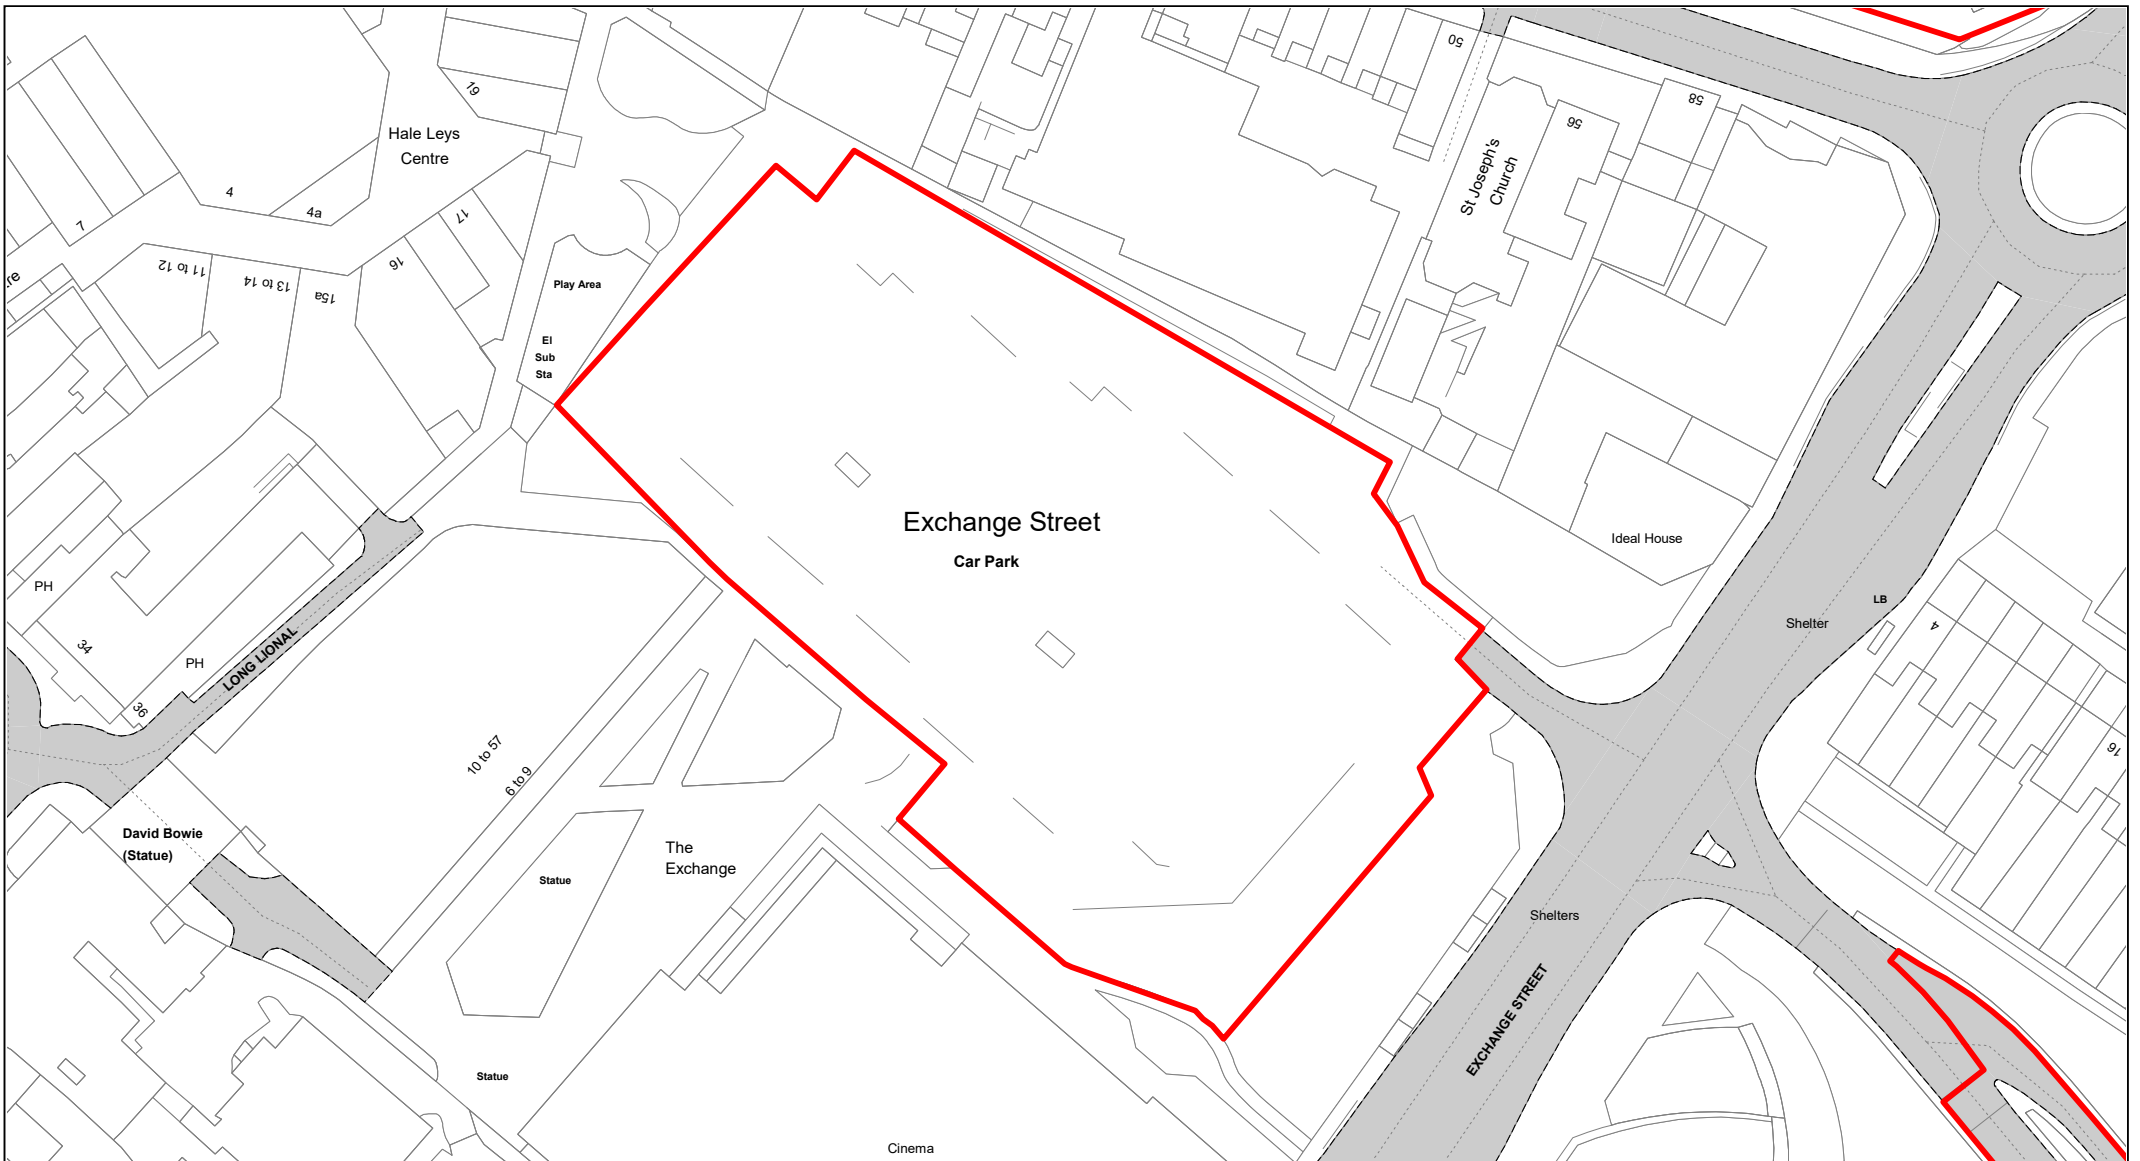 50
19
Hale Leys
Centre
58
56
St Joseph's
Church
4
4a
7
17
16
11 to 12
13 to 14
15a
Play Area
El
Sub
Sta
Exchange Street
Car Park
Ideal House
PH
LB
Shelter
4
34
PH
LONG LIONAL
36
10 to 57
6 to 9
16
David Bowie
(Statue)
The
Exchange
Statue
Shelters
EXCHANGE STREET
Statue
Cinema